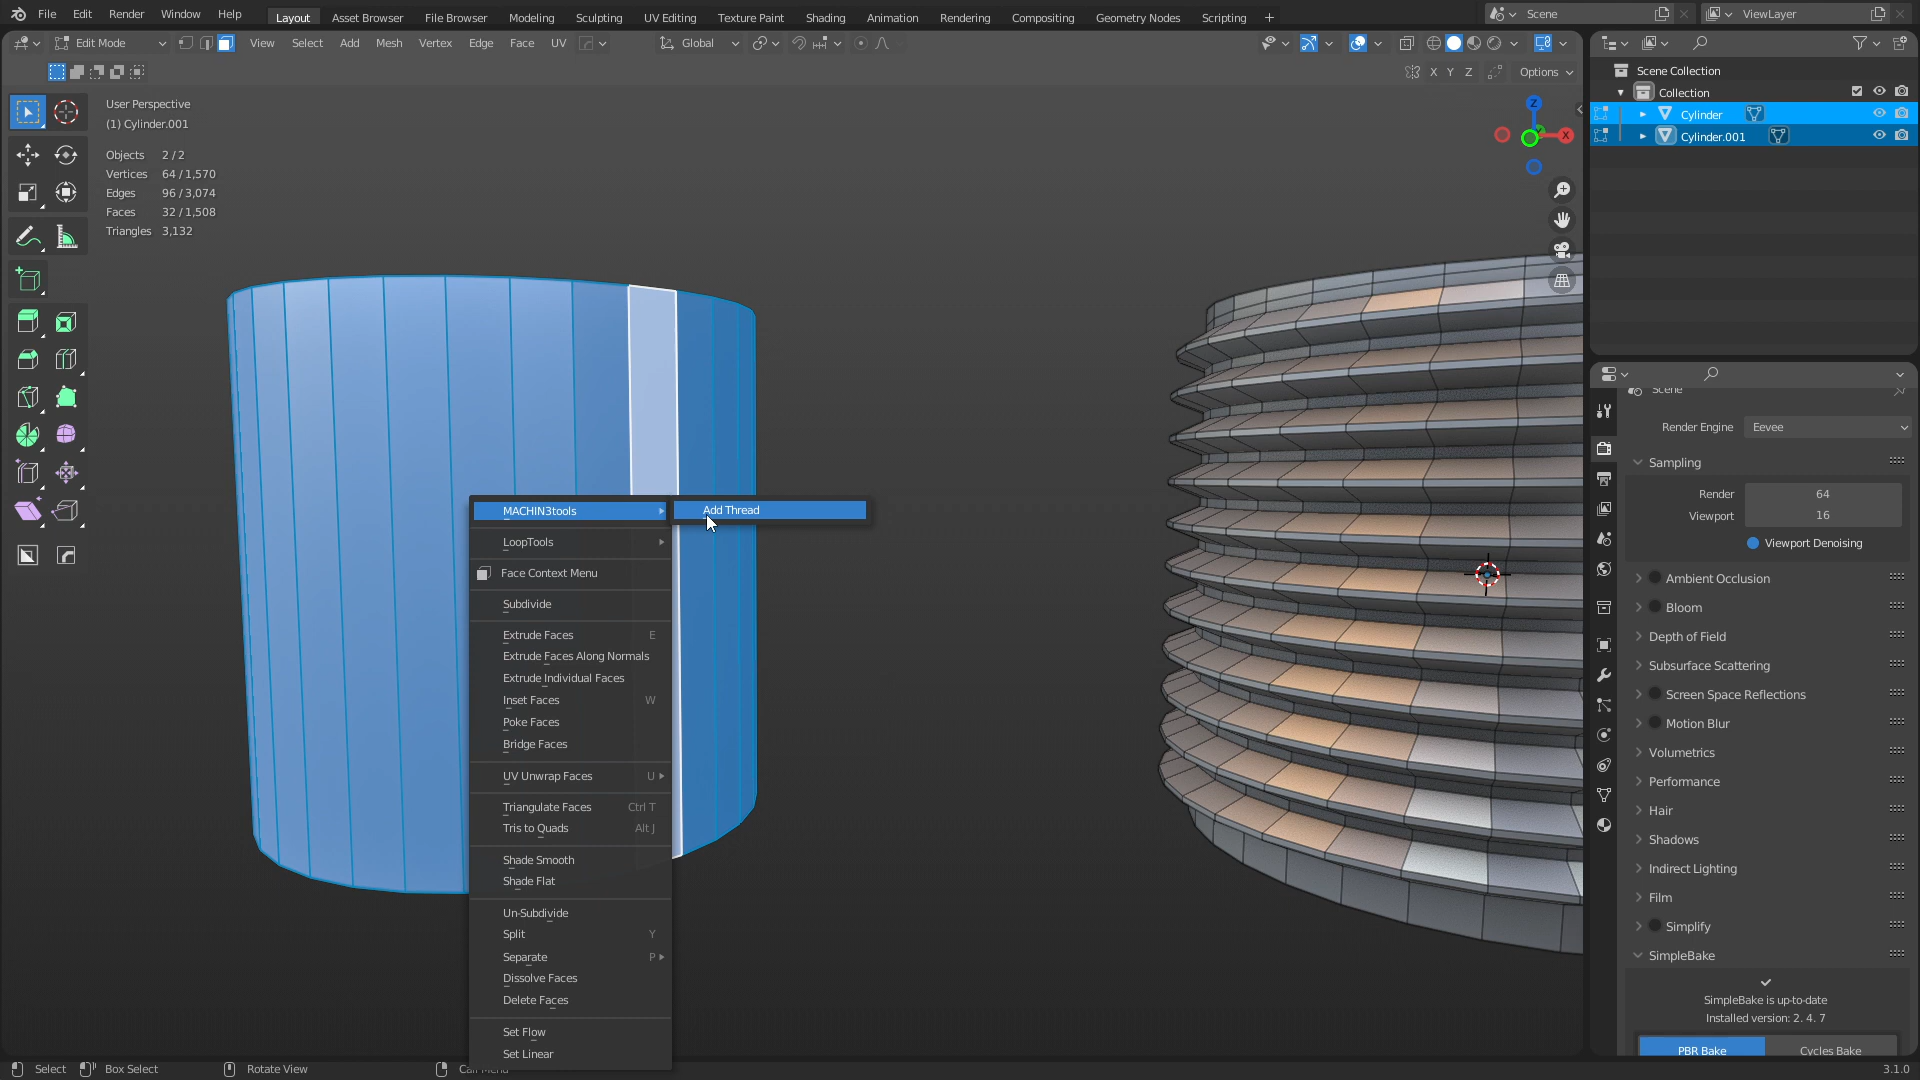 File Edit Render Window Help Layout Asset Browser File Browser Modeling Sculpting UV Editing Texture Paint Shading Animation Rendering Compositing Geometry Nodes Scripting + Scene ViewLayer
Edit Mode View Select Add Mesh Vertex Edge Face UV Global
X Y Z Options
User Perspective
(1) Cylinder.001
Objects 2 / 2
Vertices 64 / 1,570
Edges 96 / 3,074
Faces 32 / 1,508
Triangles 3,132
Z
X
MACHIN3tools
Add Thread
LoopTools
Face Context Menu
Subdivide
Extrude Faces E
Extrude Faces Along Normals
Extrude Individual Faces
Inset Faces W
Poke Faces
Bridge Faces
UV Unwrap Faces U
Triangulate Faces Ctrl T
Tris to Quads Alt J
Shade Smooth
Shade Flat
Un-Subdivide
Split Y
Separate P
Dissolve Faces
Delete Faces
Set Flow
Set Linear
Scene Collection
Collection
Cylinder
Cylinder.001
Scene
Render Engine Eevee
Sampling
Render 64
Viewport 16
Viewport Denoising
Ambient Occlusion
Bloom
Depth of Field
Subsurface Scattering
Screen Space Reflections
Motion Blur
Volumetrics
Performance
Hair
Shadows
Indirect Lighting
Film
Simplify
SimpleBake
SimpleBake is up-to-date
Installed version: 2. 4. 7
PBR Bake Cycles Bake
Select Box Select Rotate View Call Menu 3.1.0